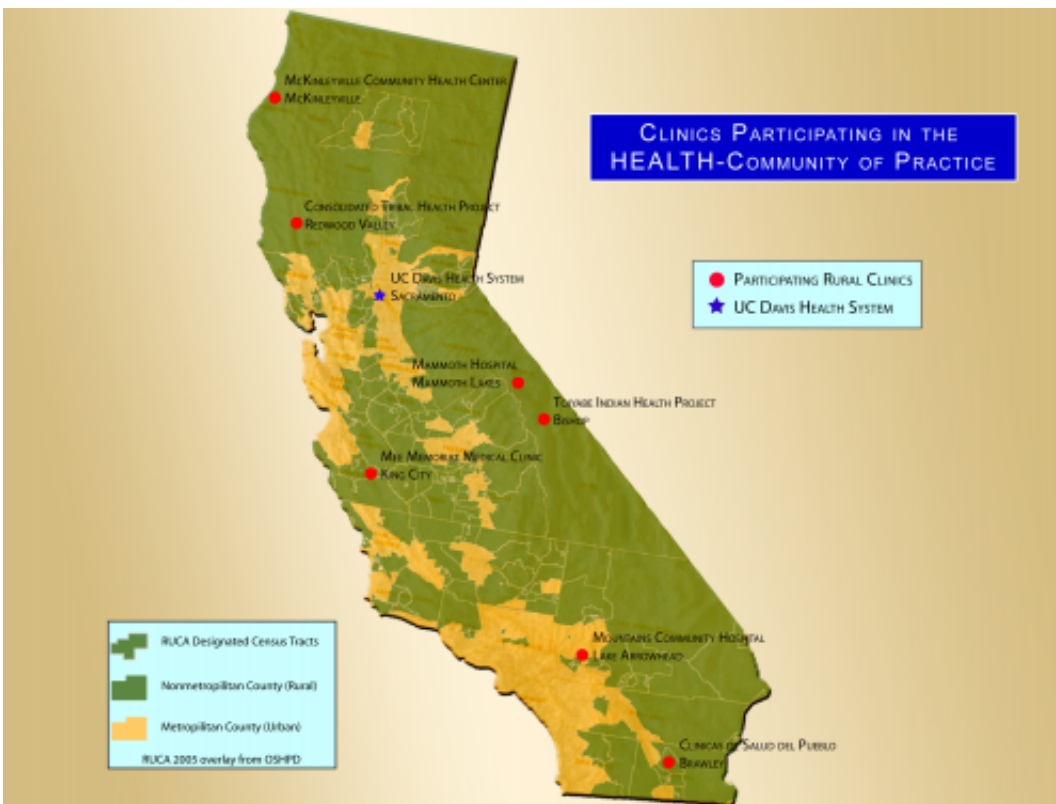 McKinleyville Community Health Center
McKinleyville
Clinics Participating in the
HEALTH-Community of Practice
Consolidated Tribal Health Project
Redwood Valley
UC Davis Health System
Sacramento
Participating Rural Clinics
UC Davis Health System
Mammoth Hospital
Mammoth Lakes
Toiyabe Indian Health Project
Bishop
Mee Memorial Medical Clinic
King City
Mountains Community Hospital
Lake Arrowhead
RUCA Designated Census Tracts
Nonmetropilitan County (Rural)
Metropilitan County (Urban)
RUCA 2005 overlay from OSHPD
Clinicas de Salud del Pueblo
Brawley